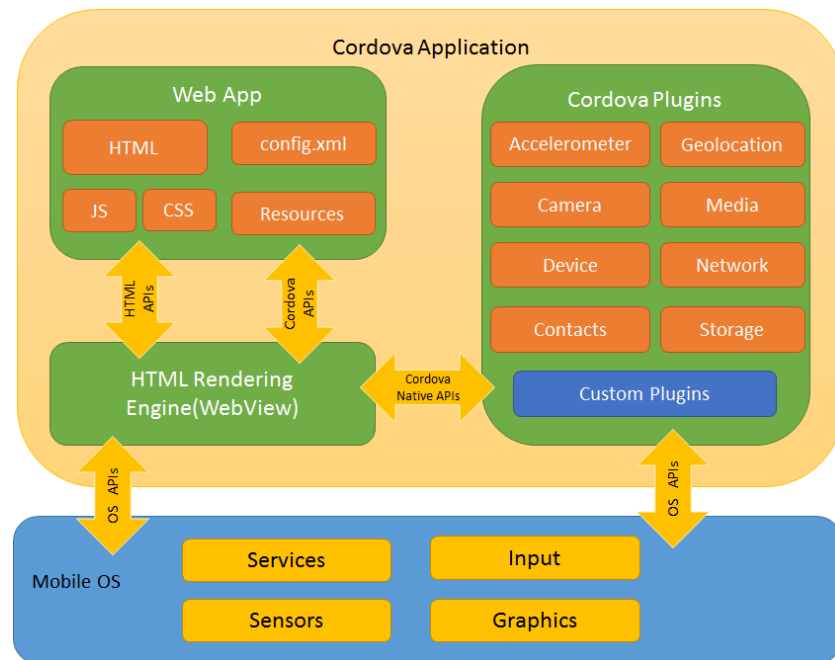 Cordova Application
Web App
HTML
config.xml
JS
CSS
Resources
HTML
APIs
Cordova
APIs
HTML Rendering
Engine(WebView)
Cordova
Native APIs
Cordova Plugins
Accelerometer
Geolocation
Camera
Media
Device
Network
Contacts
Storage
Custom Plugins
OS APIs
OS APIs
Mobile OS
Services
Input
Sensors
Graphics